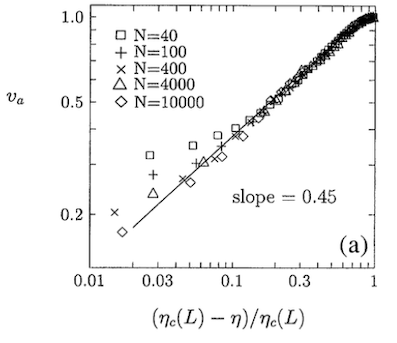 1.0
0.5
0.2
v_a
□ N=40
+ N=100
× N=400
△ N=4000
◇ N=10000
slope = 0.45
(a)
0.01 0.03 0.1 0.3 1
(η_c(L) − η)/η_c(L)